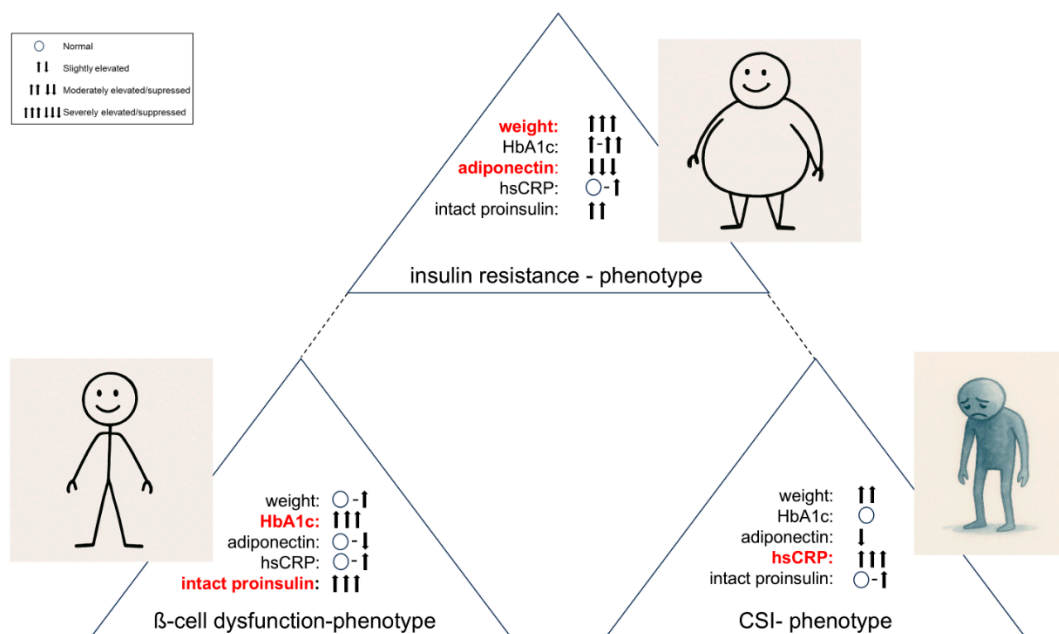 Normal
Slightly elevated
Moderately elevated/supressed
Severely elevated/suppressed
weight: ↑↑↑
HbA1c: ↑-↑↑
adiponectin: ↓↓↓
hsCRP: ○-↑
intact proinsulin: ↑↑
insulin resistance - phenotype
weight: ○-↑
HbA1c: ↑↑↑
adiponectin: ○-↓
hsCRP: ○-↑
intact proinsulin: ↑↑↑
ß-cell dysfunction-phenotype
weight: ↑↑
HbA1c: ○
adiponectin: ↓
hsCRP: ↑↑↑
intact proinsulin: ○-↑
CSI- phenotype